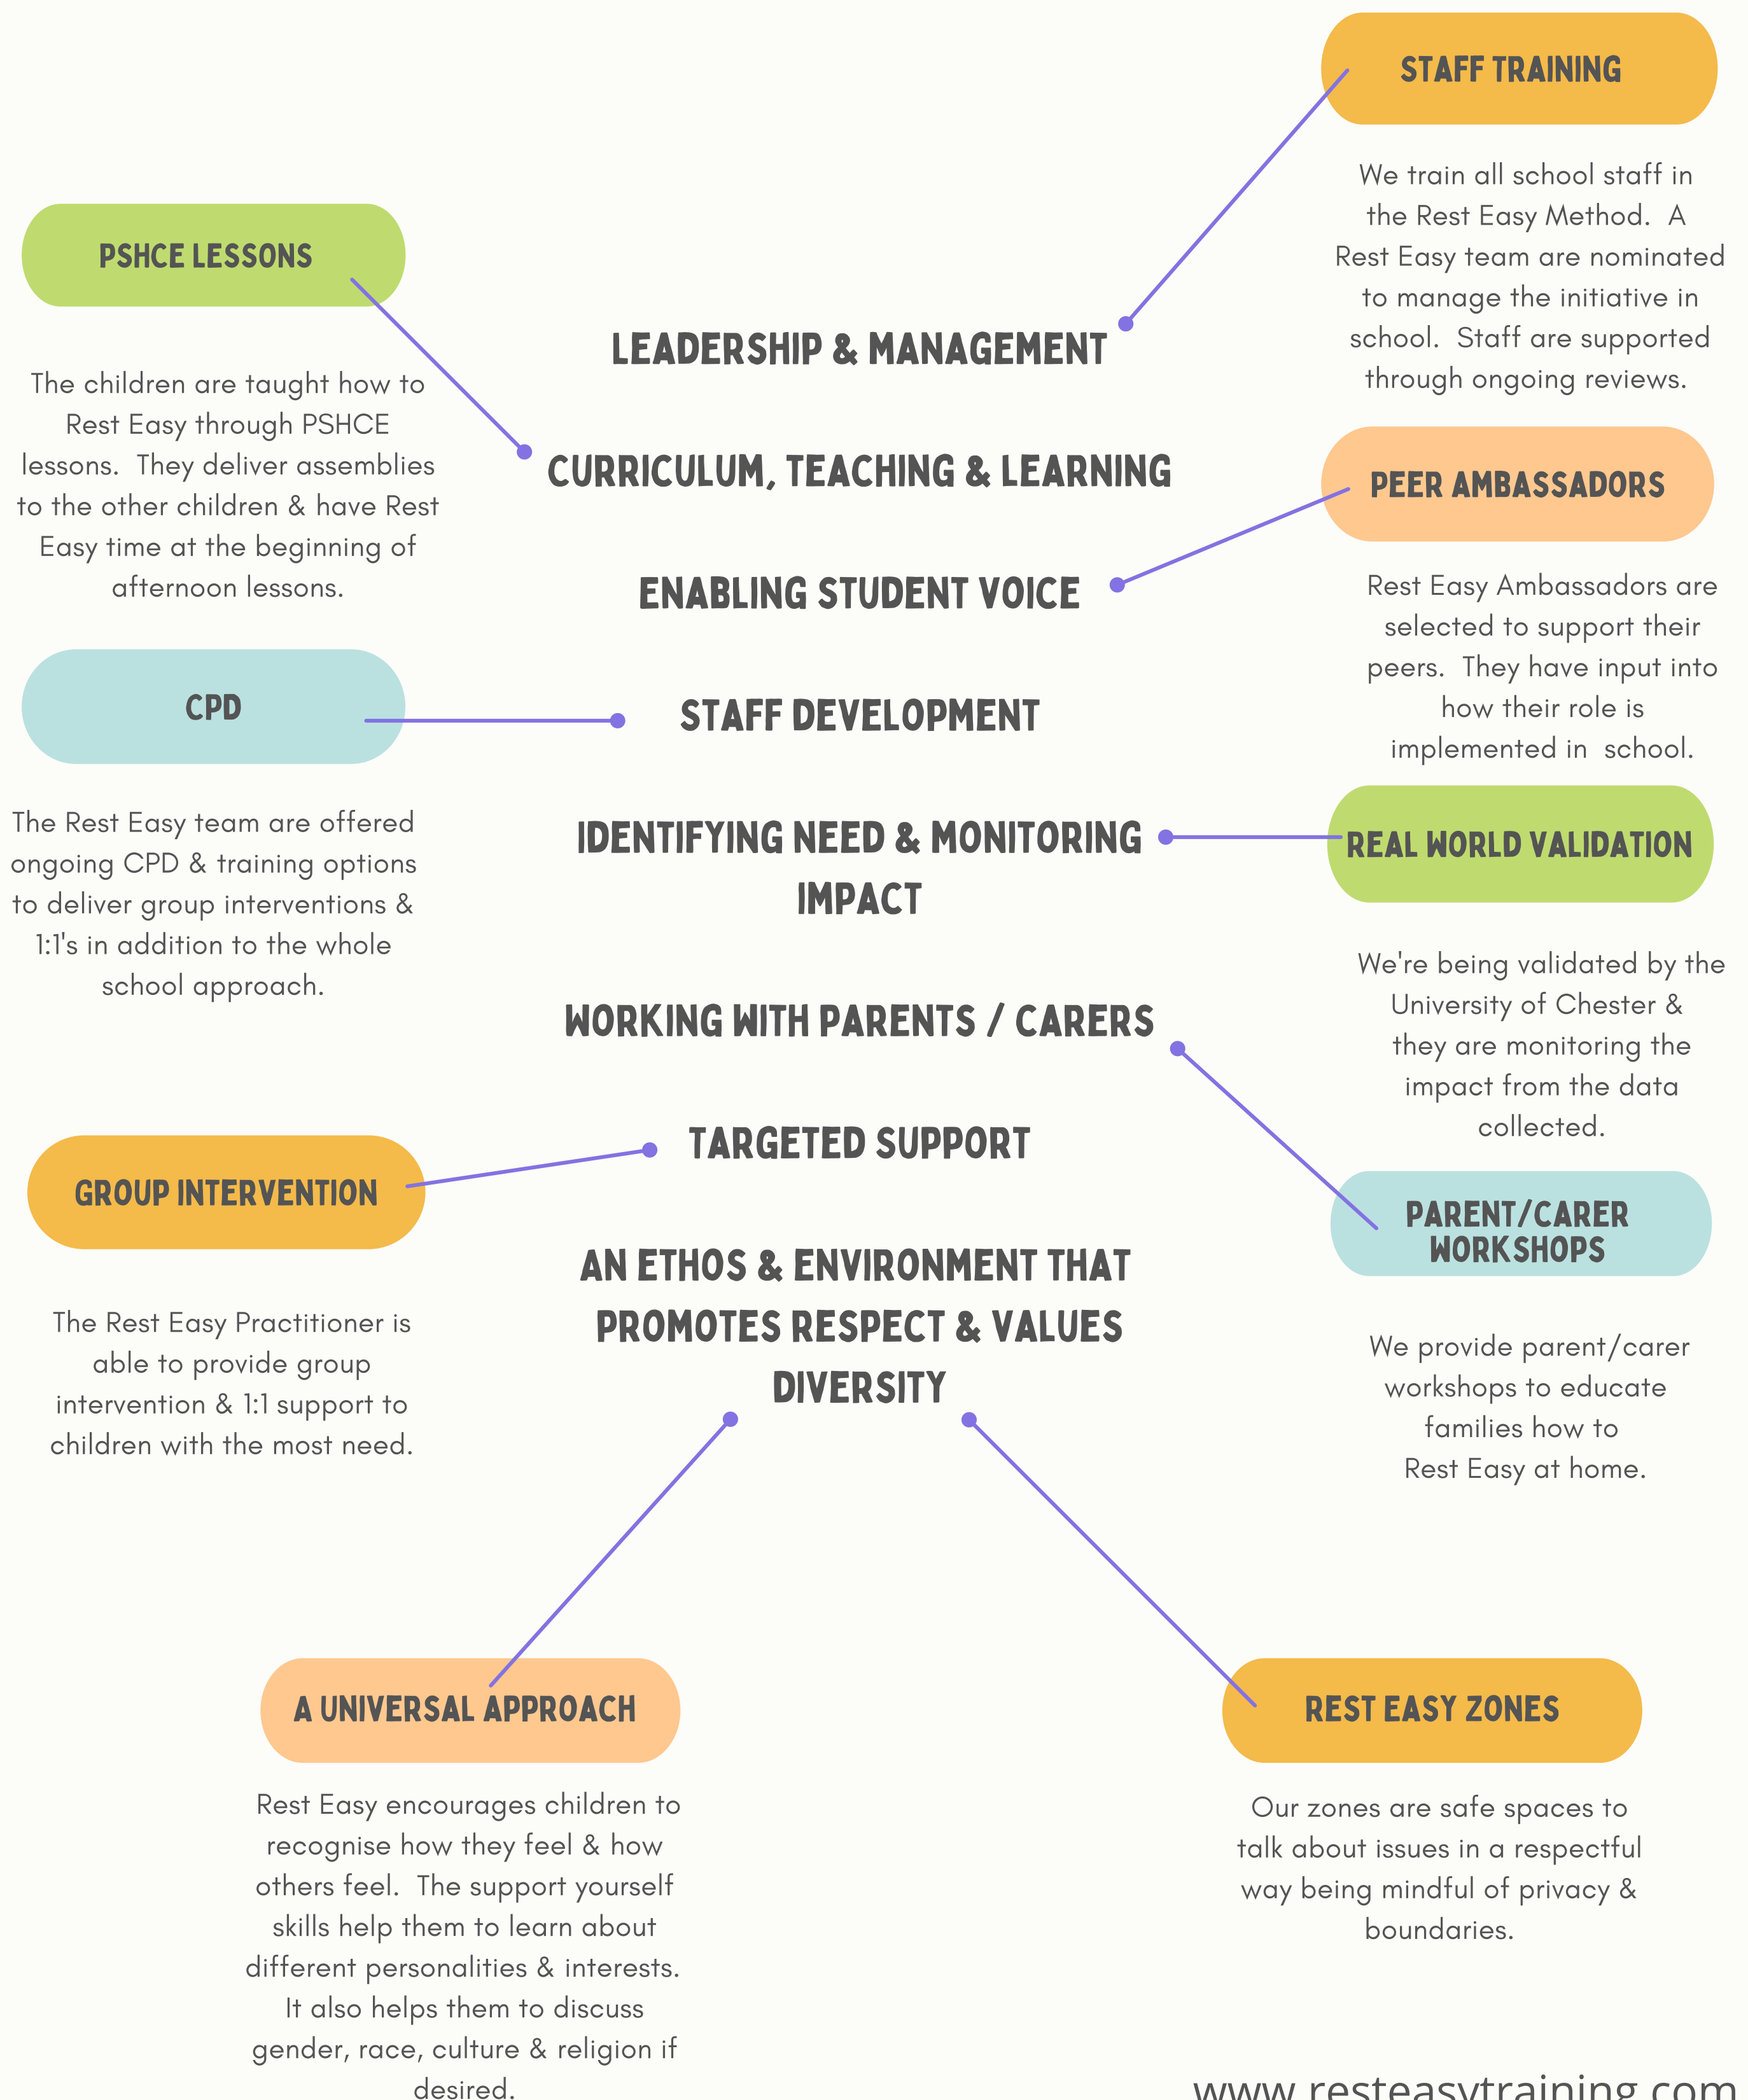 STAFF TRAINING
We train all school staff in
the Rest Easy Method. A
Rest Easy team are nominated
to manage the initiative in
school. Staff are supported
through ongoing reviews.
PSHCE LESSONS
The children are taught how to
Rest Easy through PSHCE
lessons. They deliver assemblies
to the other children & have Rest
Easy time at the beginning of
afternoon lessons.
LEADERSHIP & MANAGEMENT
CURRICULUM, TEACHING & LEARNING
ENABLING STUDENT VOICE
STAFF DEVELOPMENT
IDENTIFYING NEED & MONITORING
IMPACT
WORKING WITH PARENTS / CARERS
TARGETED SUPPORT
AN ETHOS & ENVIRONMENT THAT
PROMOTES RESPECT & VALUES
DIVERSITY
PEER AMBASSADORS
Rest Easy Ambassadors are
selected to support their
peers. They have input into
how their role is
implemented in school.
CPD
The Rest Easy team are offered
ongoing CPD & training options
to deliver group interventions &
1:1's in addition to the whole
school approach.
REAL WORLD VALIDATION
We're being validated by the
University of Chester &
they are monitoring the
impact from the data
collected.
GROUP INTERVENTION
The Rest Easy Practitioner is
able to provide group
intervention & 1:1 support to
children with the most need.
PARENT/CARER
WORKSHOPS
We provide parent/carer
workshops to educate
families how to
Rest Easy at home.
A UNIVERSAL APPROACH
Rest Easy encourages children to
recognise how they feel & how
others feel. The support yourself
skills help them to learn about
different personalities & interests.
It also helps them to discuss
gender, race, culture & religion if
desired.
REST EASY ZONES
Our zones are safe spaces to
talk about issues in a respectful
way being mindful of privacy &
boundaries.
www.resteasytraining.com